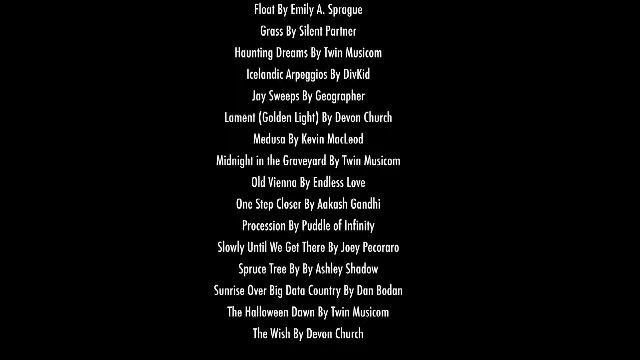 Float By Emily A. Sprague
Grass By Silent Partner
Haunting Dreams By Twin Musicom
Icelandic Arpeggios By DivKid
Jay Sweeps By Geographer
Lament (Golden Light) By Devon Church
Medusa By Kevin MacLeod
Midnight in the Graveyard By Twin Musicom
Old Vienna By Endless Love
One Step Closer By Aakash Gandhi
Procession By Puddle of Infinity
Slowly Until We Get There By Joey Pecoraro
Spruce Tree By By Ashley Shadow
Sunrise Over Big Data Country By Dan Bodan
The Halloween Dawn By Twin Musicom
The Wish By Devon Church